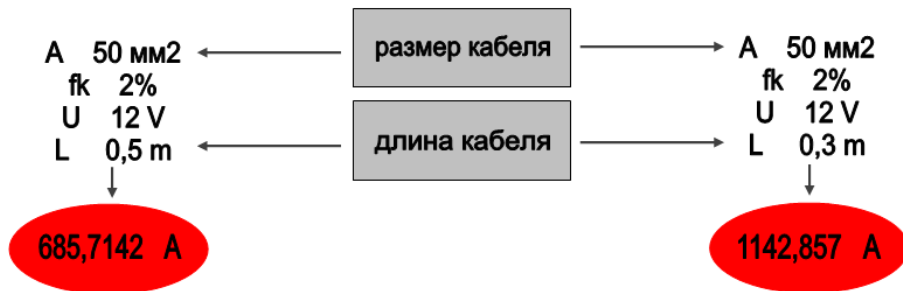 размер кабеля
A 50 мм2
fk 2%
U 12 V
L 0,5 m
685,7142 A
длина кабеля
A 50 мм2
fk 2%
U 12 V
L 0,3 m
1142,857 A